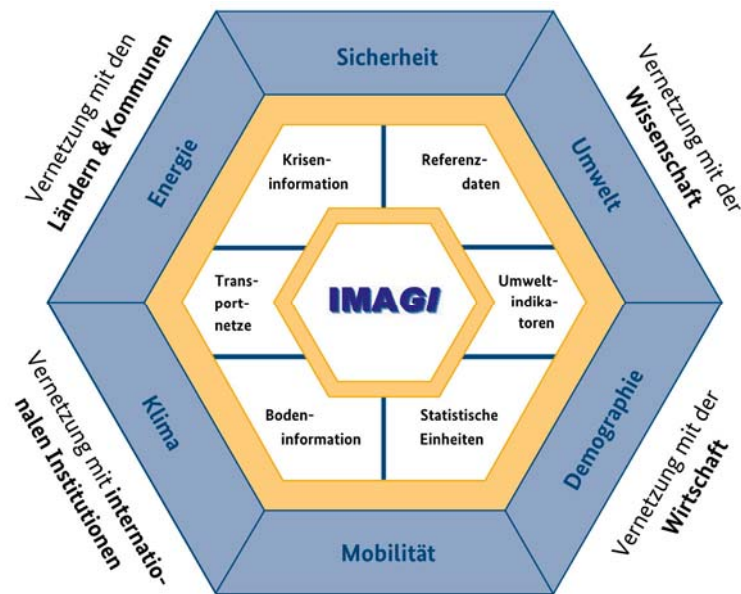 Vernetzung mit den
Ländern & Kommunen
Sicherheit
Vernetzung mit der
Wissenschaft
Energie
Umwelt
Krisen-
information
Referenz-
daten
Trans-
port-
netze
IMAGI
Umwelt-
indika-
toren
Boden-
information
Statistische
Einheiten
Klima
Demographie
Mobilität
Vernetzung mit internatio-
nalen Institutionen
Vernetzung mit der
Wirtschaft